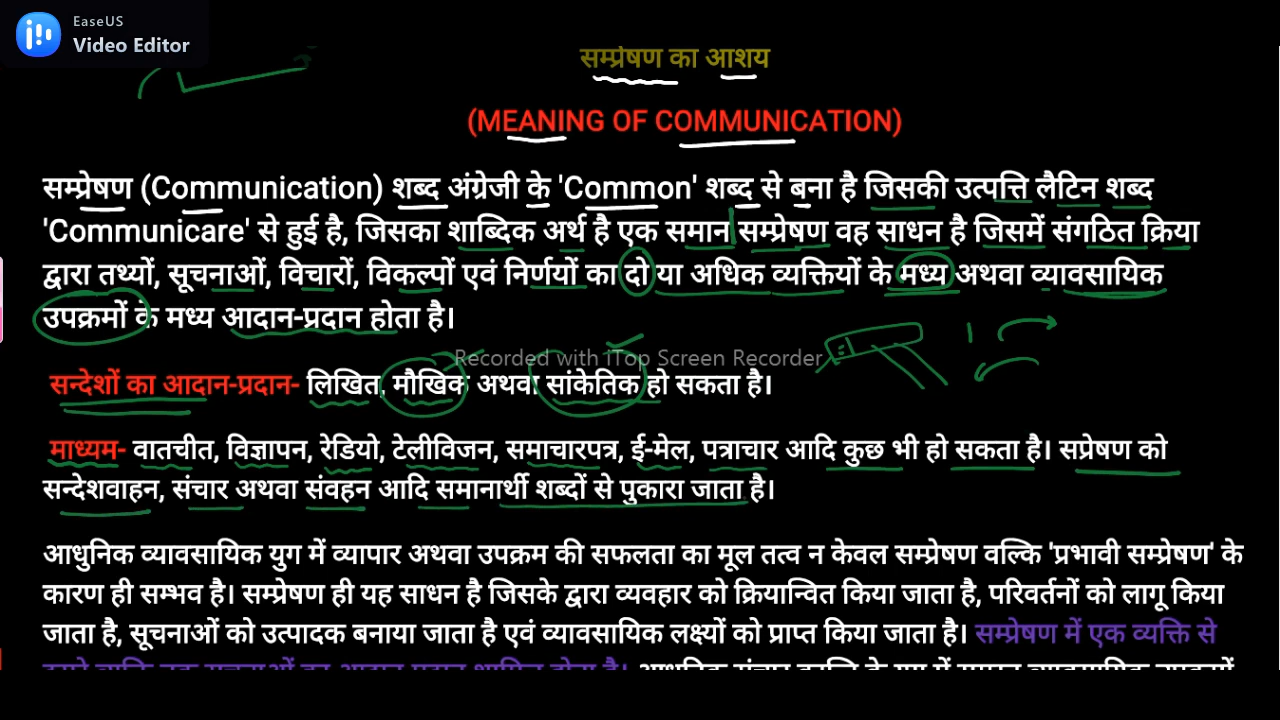 EaseUS
Video Editor
सम्प्रेषण का आशय
(MEANING OF COMMUNICATION)
सम्प्रेषण (Communication) शब्द अंग्रेजी के 'Common' शब्द से बना है जिसकी उत्पत्ति लैटिन शब्द
'Communicare' से हुई है, जिसका शाब्दिक अर्थ है एक समान सम्प्रेषण वह साधन है जिसमें संगठित क्रिया
द्वारा तथ्यों, सूचनाओं, विचारों, विकल्पों एवं निर्णयों का दो या अधिक व्यक्तियों के मध्य अथवा व्यावसायिक
उपक्रमों के मध्य आदान-प्रदान होता है।
Recorded with iTop Screen Recorder
सन्देशों का आदान-प्रदान- लिखित, मौखिक अथवा सांकेतिक हो सकता है।
माध्यम- वातचीत, विज्ञापन, रेडियो, टेलीविजन, समाचारपत्र, ई-मेल, पत्राचार आदि कुछ भी हो सकता है। सप्रेषण को
सन्देशवाहन, संचार अथवा संवहन आदि समानार्थी शब्दों से पुकारा जाता है।
आधुनिक व्यावसायिक युग में व्यापार अथवा उपक्रम की सफलता का मूल तत्व न केवल सम्प्रेषण वल्कि 'प्रभावी सम्प्रेषण' के
कारण ही सम्भव है। सम्प्रेषण ही यह साधन है जिसके द्वारा व्यवहार को क्रियान्वित किया जाता है, परिवर्तनों को लागू किया
जाता है, सूचनाओं को उत्पादक बनाया जाता है एवं व्यावसायिक लक्ष्यों को प्राप्त किया जाता है। सम्प्रेषण में एक व्यक्ति से